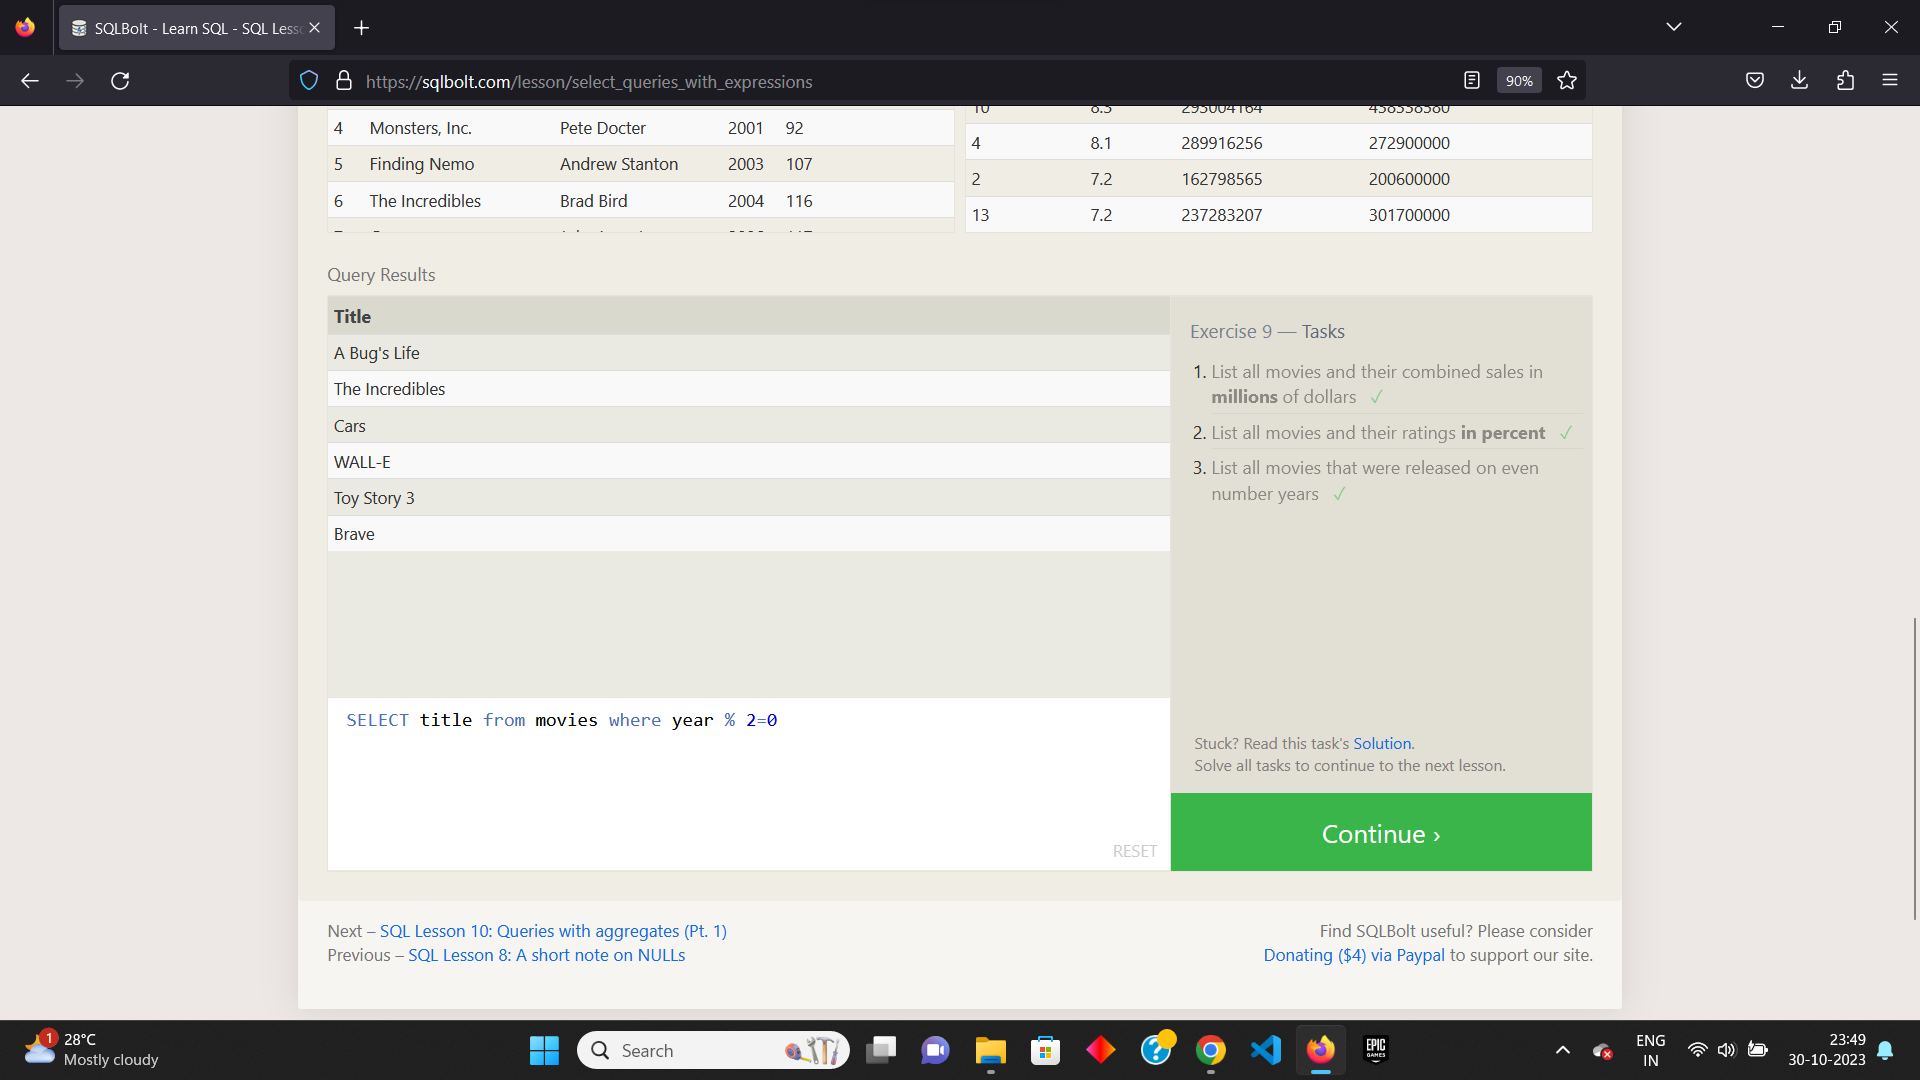 SQLBolt - Learn SQL - SQL Less
https://sqlbolt.com/lesson/select_queries_with_expressions
90%
4 Monsters, Inc. Pete Docter 2001 92
5 Finding Nemo Andrew Stanton 2003 107
6 The Incredibles Brad Bird 2004 116
10 8.3 293004164 438338580
4 8.1 289916256 272900000
2 7.2 162798565 200600000
13 7.2 237283207 301700000
Query Results
Title
A Bug's Life
The Incredibles
Cars
WALL-E
Toy Story 3
Brave
SELECT title from movies where year % 2=0
RESET
Exercise 9 — Tasks
1. List all movies and their combined sales in
millions of dollars ✓
2. List all movies and their ratings in percent ✓
3. List all movies that were released on even
number years ✓
Stuck? Read this task's Solution.
Solve all tasks to continue to the next lesson.
Continue ›
Next – SQL Lesson 10: Queries with aggregates (Pt. 1)
Previous – SQL Lesson 8: A short note on NULLs
Find SQLBolt useful? Please consider
Donating ($4) via Paypal to support our site.
1
28°C
Mostly cloudy
Search
EPIC
GAMES
ENG
IN
23:49
30-10-2023